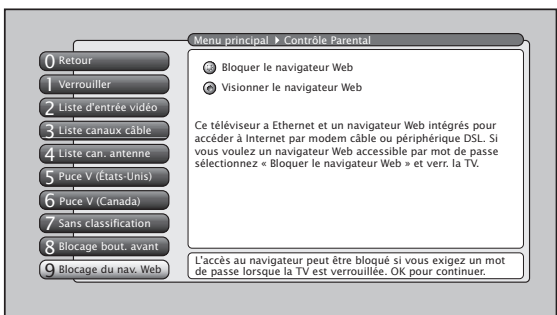 Menu principal ▸ Contrôle Parental
0 Retour
1 Verrouiller
2 Liste d'entrée vidéo
3 Liste canaux câble
4 Liste can. antenne
5 Puce V (États-Unis)
6 Puce V (Canada)
7 Sans classification
8 Blocage bout. avant
9 Blocage du nav. Web
Bloquer le navigateur Web
Visionner le navigateur Web
Ce téléviseur a Ethernet et un navigateur Web intégrés pour
accéder à Internet par modem câble ou périphérique DSL. Si
vous voulez un navigateur Web accessible par mot de passe
sélectionnez « Bloquer le navigateur Web » et verr. la TV.
L'accès au navigateur peut être bloqué si vous exigez un mot
de passe lorsque la TV est verrouillée. OK pour continuer.